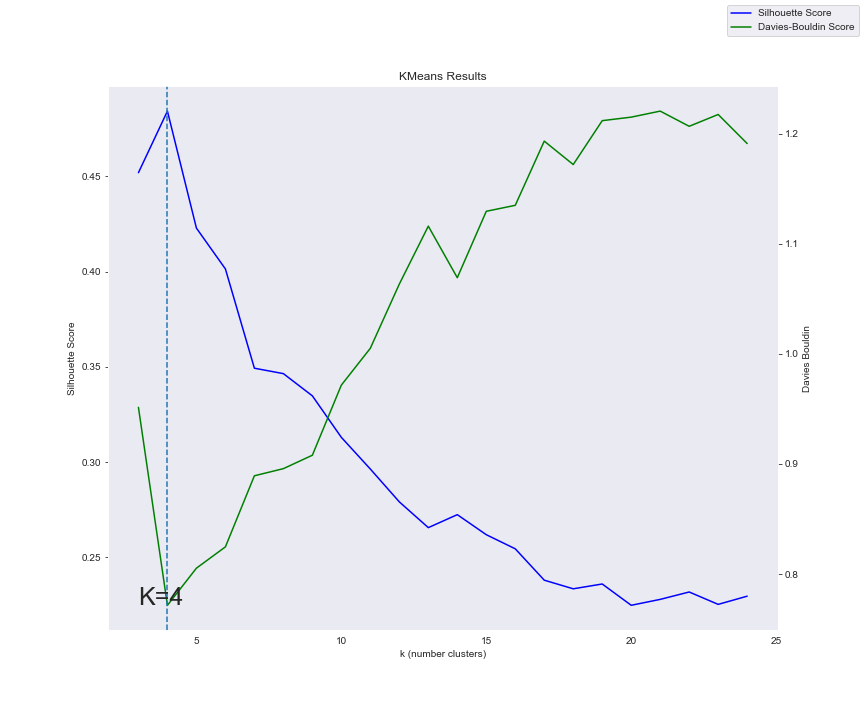 Silhouette Score
Davies-Bouldin Score
KMeans Results
Silhouette Score
0.45
0.40
0.35
0.30
0.25
1.2
1.1
1.0
0.9
0.8
Davies Bouldin
K=4
5 10 15 20 25
k (number clusters)